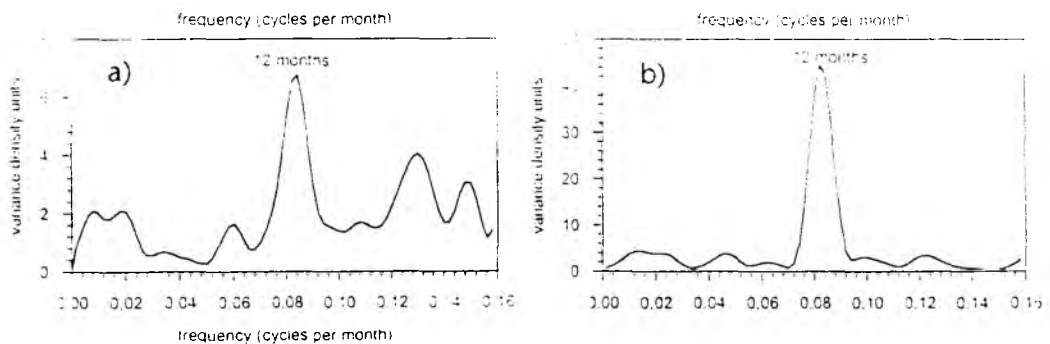 frequency (cycles per month)
frequency (cycles per month)
a)
12 months
b)
12 months
variance density units
6
4
2
0
variance density units
30
20
10
0
0.00 0.02 0.04 0.06 0.08 0.10 0.12 0.14 0.16
0.00 0.02 0.04 0.06 0.08 0.10 0.12 0.14 0.16
frequency (cycles per month)